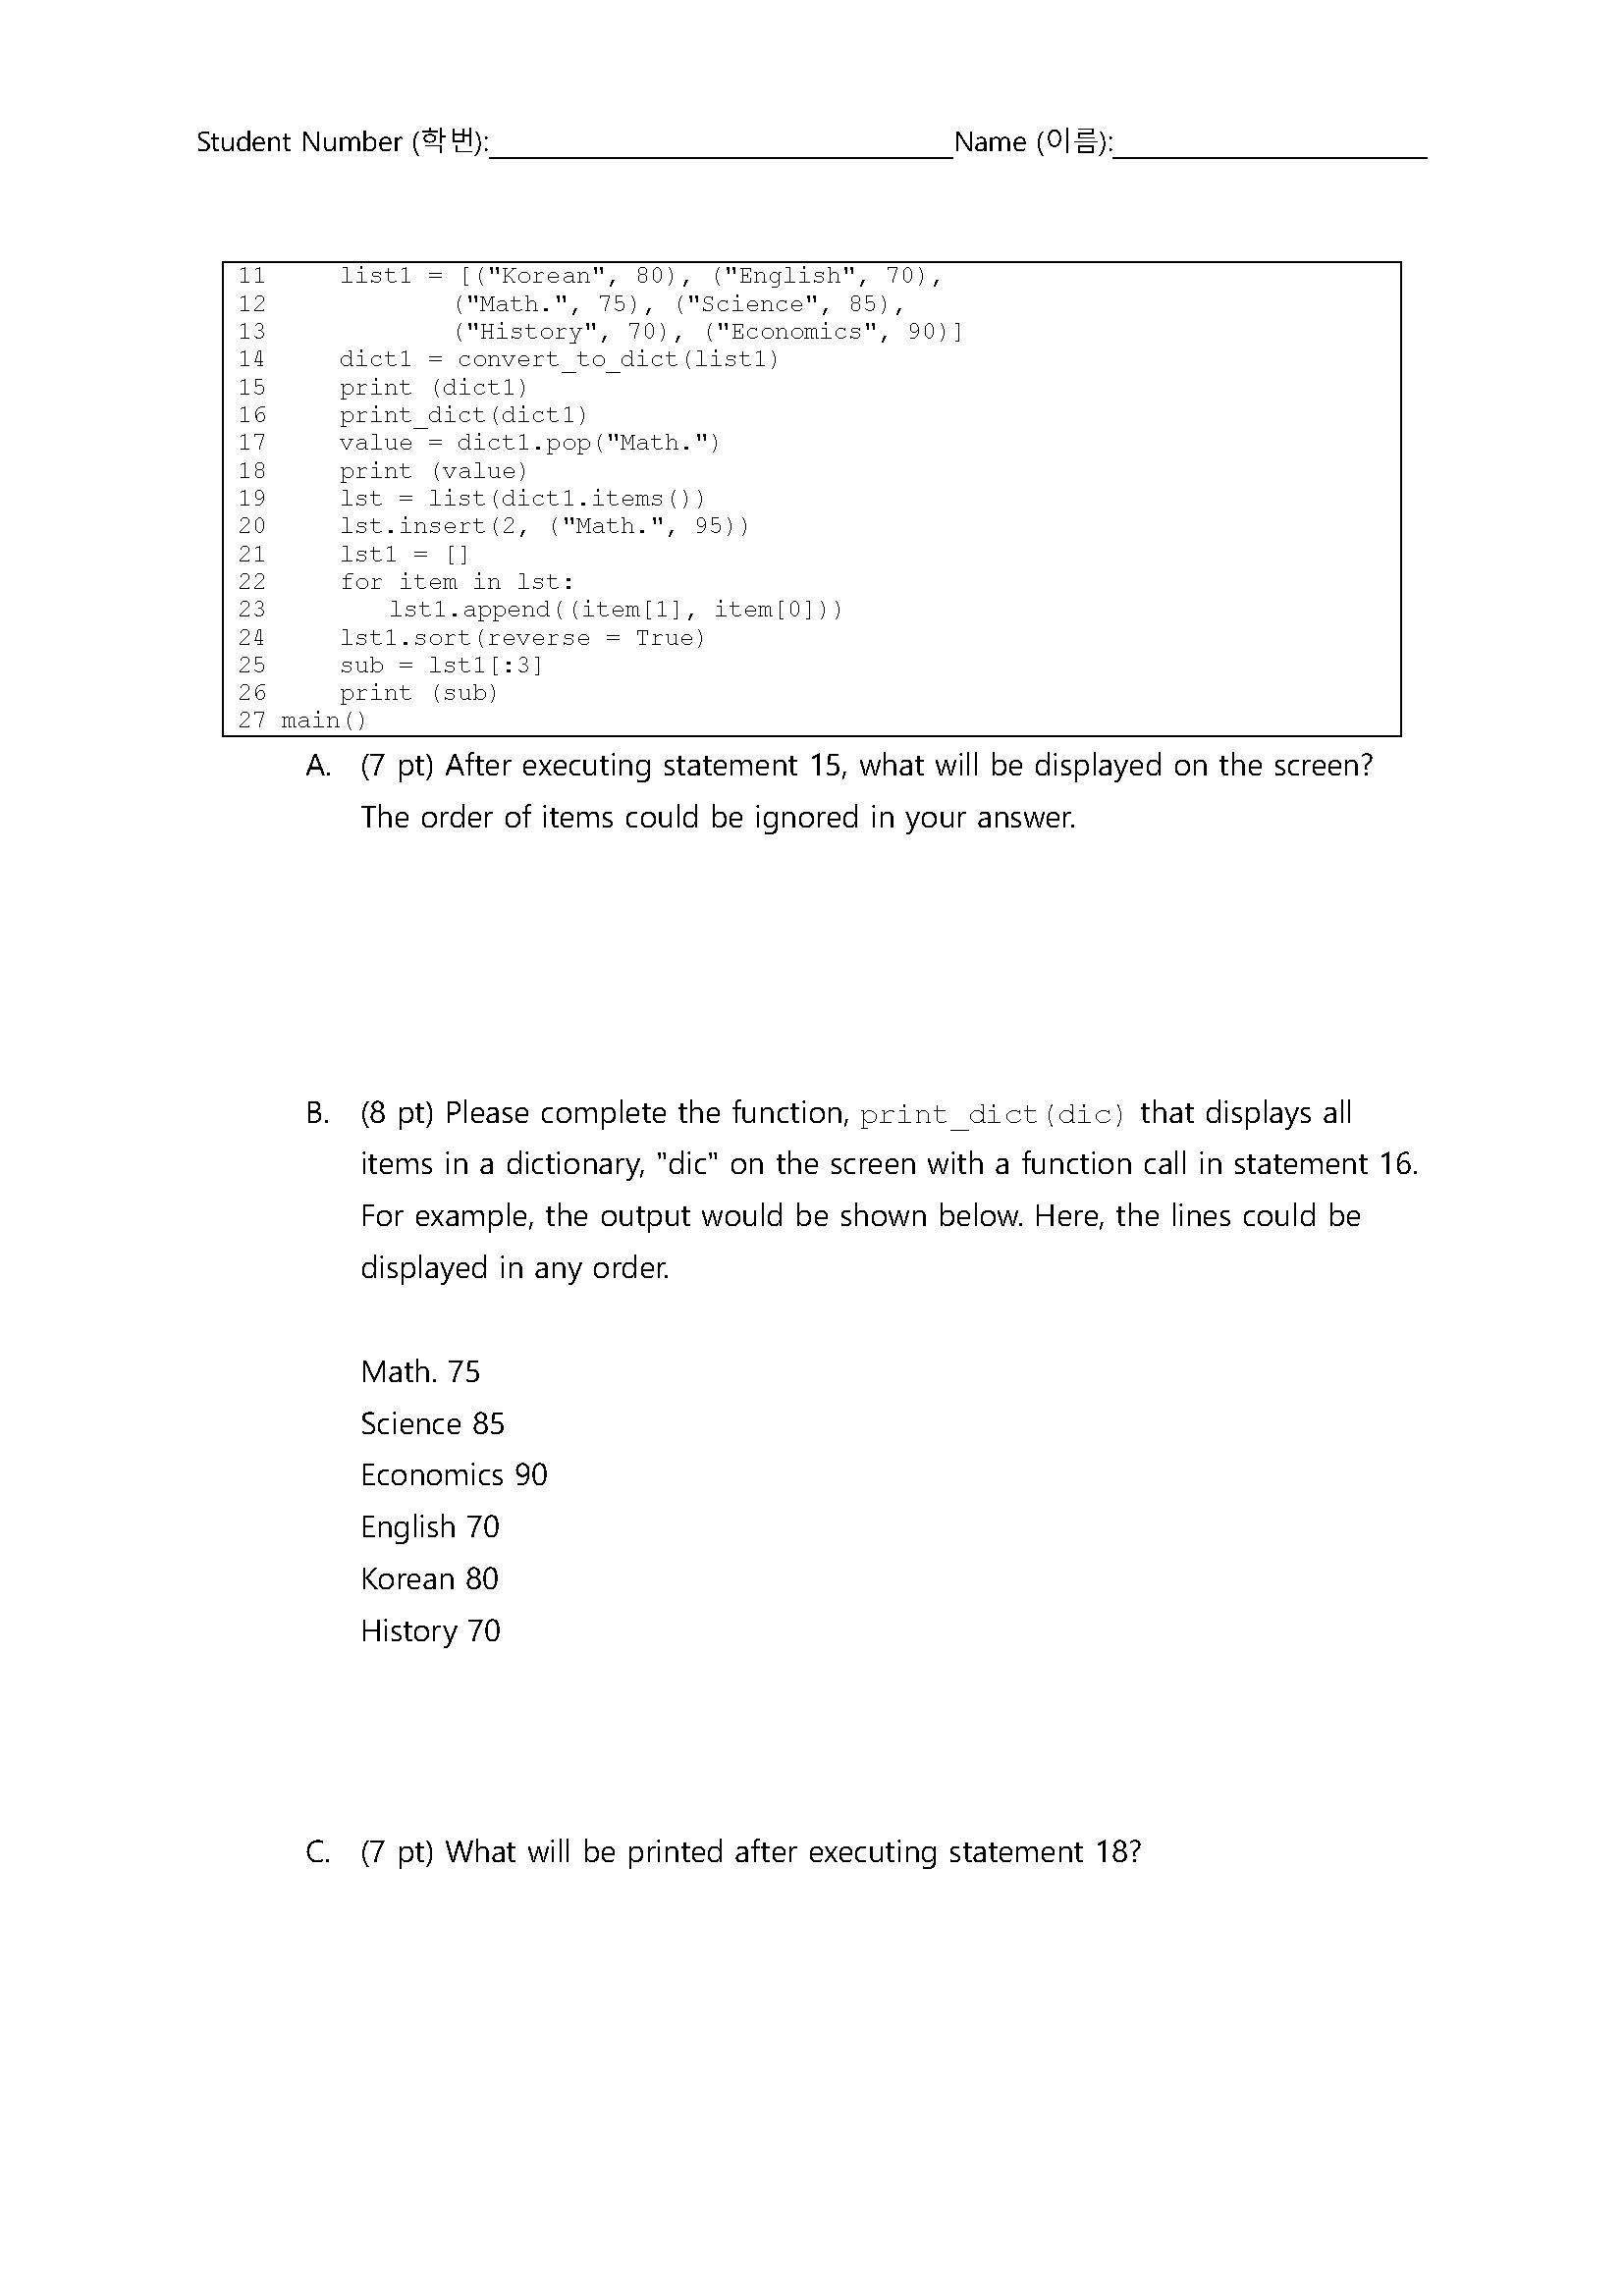 Student Number (학번):                    Name (이름):
11     list1 = [("Korean", 80), ("English", 70),
12             ("Math.", 75), ("Science", 85),
13             ("History", 70), ("Economics", 90)]
14     dict1 = convert_to_dict(list1)
15     print (dict1)
16     print_dict(dict1)
17     value = dict1.pop("Math.")
18     print (value)
19     lst = list(dict1.items())
20     lst.insert(2, ("Math.", 95))
21     lst1 = []
22     for item in lst:
23        lst1.append((item[1], item[0]))
24     lst1.sort(reverse = True)
25     sub = lst1[:3]
26     print (sub)
27 main()
A. (7 pt) After executing statement 15, what will be displayed on the screen?
The order of items could be ignored in your answer.
B. (8 pt) Please complete the function, print_dict(dic) that displays all
items in a dictionary, "dic" on the screen with a function call in statement 16.
For example, the output would be shown below. Here, the lines could be
displayed in any order.
Math. 75
Science 85
Economics 90
English 70
Korean 80
History 70
C. (7 pt) What will be printed after executing statement 18?